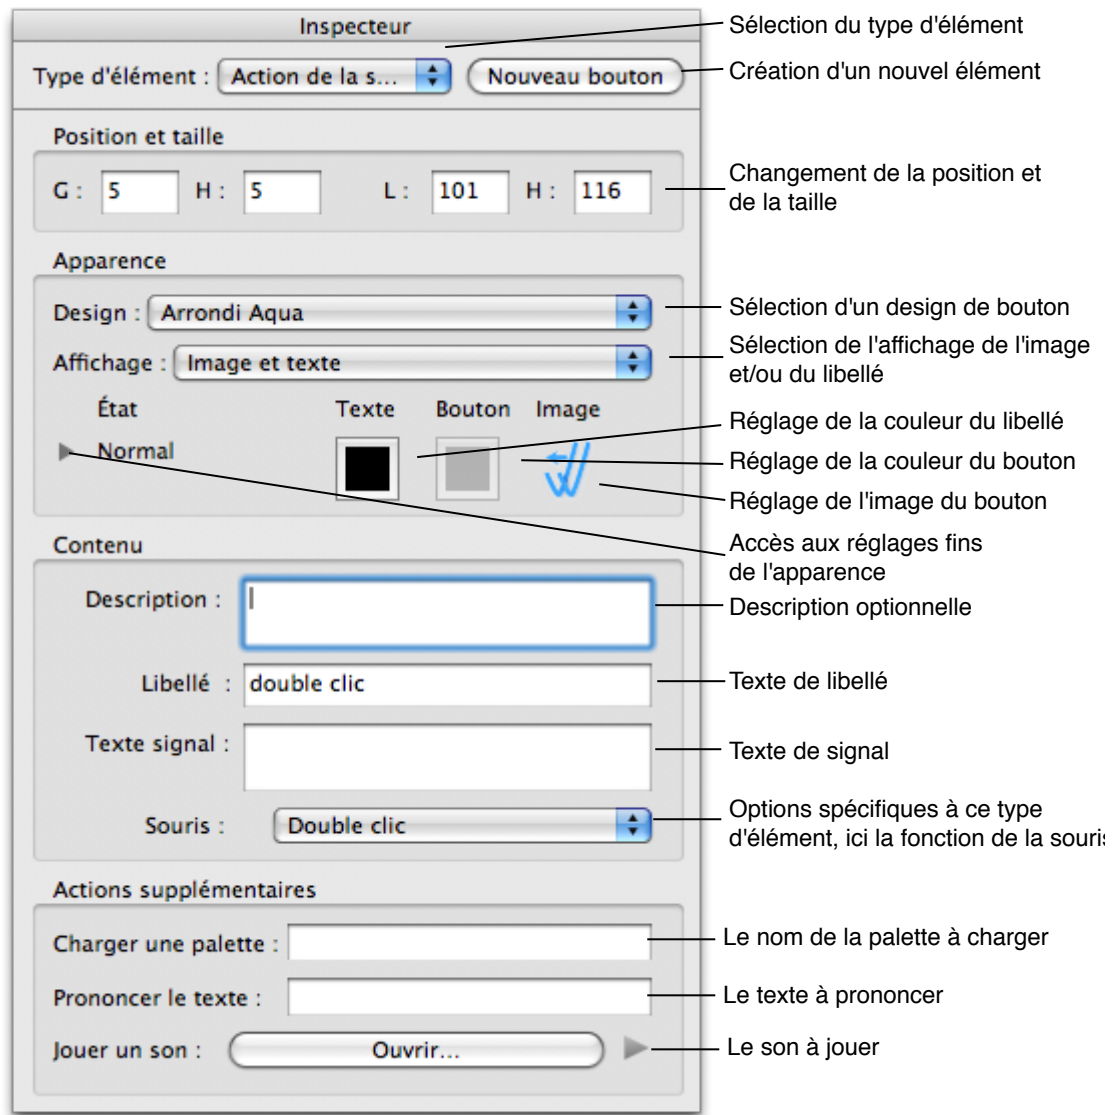 Inspecteur
Sélection du type d'élément
Type d'élément : Action de la s... Nouveau bouton
Création d'un nouvel élément
Position et taille
G : 5 H : 5 L : 101 H : 116
Changement de la position et
de la taille
Apparence
Design : Arrondi Aqua
Sélection d'un design de bouton
Affichage : Image et texte
Sélection de l'affichage de l'image
et/ou du libellé
État Texte Bouton Image
Réglage de la couleur du libellé
Normal
Réglage de la couleur du bouton
Réglage de l'image du bouton
Accès aux réglages fins
de l'apparence
Contenu
Description :
Description optionnelle
Libellé : double clic
Texte de libellé
Texte signal :
Texte de signal
Souris : Double clic
Options spécifiques à ce type
d'élément, ici la fonction de la souris
Actions supplémentaires
Charger une palette :
Le nom de la palette à charger
Prononcer le texte :
Le texte à prononcer
Jouer un son : Ouvrir...
Le son à jouer